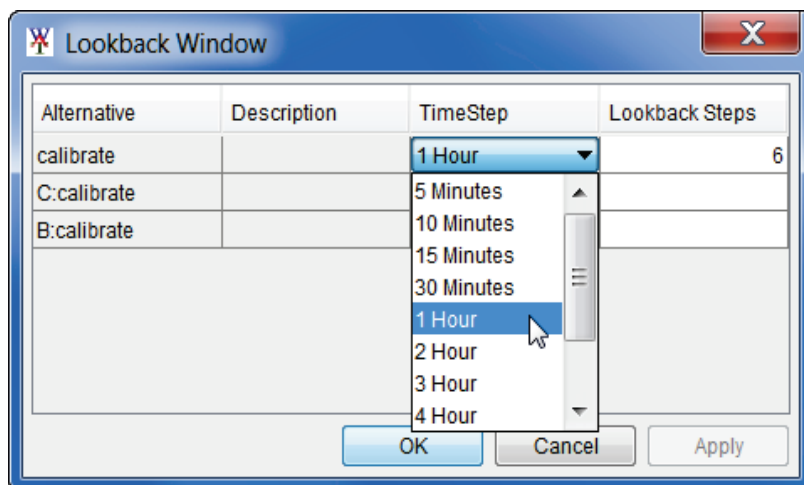 Lookback Window
Alternative Description TimeStep Lookback Steps
calibrate 1 Hour 6
C:calibrate 5 Minutes
B:calibrate 10 Minutes
15 Minutes
30 Minutes
1 Hour
2 Hour
3 Hour
4 Hour
OK Cancel Apply